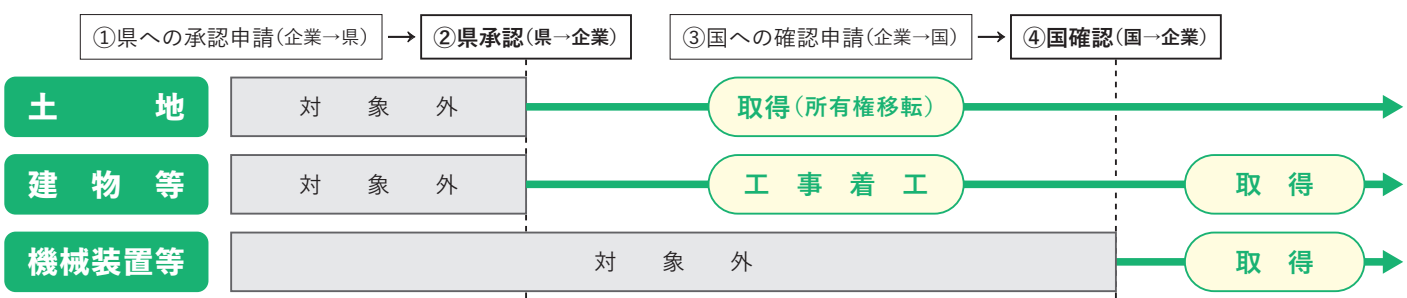 ①県への承認申請(企業→県)→②県承認(県→企業) ③国への確認申請(企業→国)→④国確認(国→企業)
土地 対象外 取得(所有権移転)
建物等 対象外 工事着工 取得
機械装置等 対象外 取得